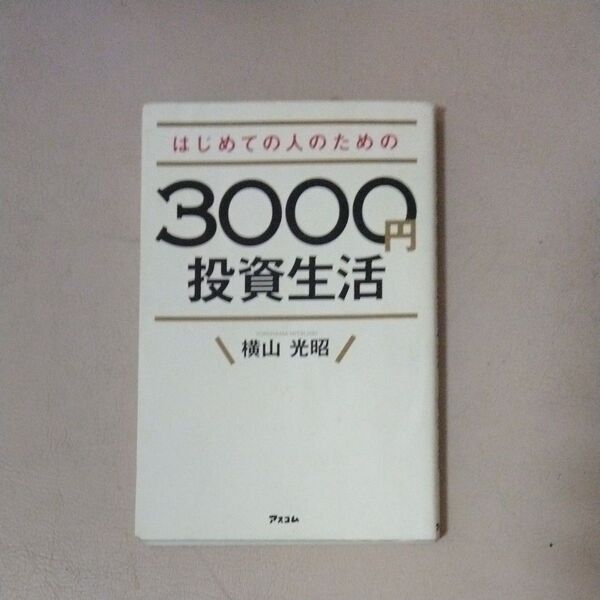 はじめての人のための
3000円
投資生活
横山 光昭
アスコム